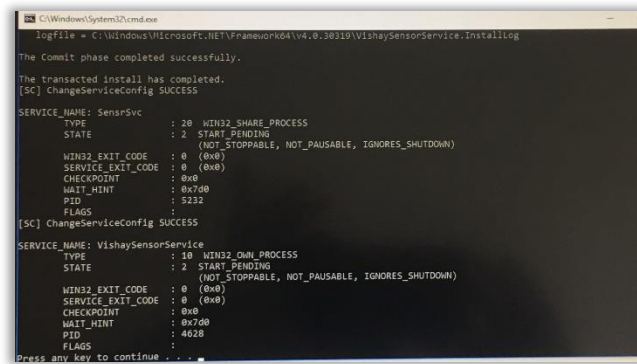 C:\Windows\System32\cmd.exe
logfile = C:\Windows\Microsoft.NET\Framework64\v4.0.30319\VishaySensorService.InstallLog
The Commit phase completed successfully.
The transacted install has completed.
[SC] ChangeServiceConfig SUCCESS
SERVICE_NAME: SensrSvc
TYPE : 20 WIN32_SHARE_PROCESS
STATE : 2 START_PENDING
(NOT_STOPPABLE, NOT_PAUSABLE, IGNORES_SHUTDOWN)
WIN32_EXIT_CODE : 0 (0x0)
SERVICE_EXIT_CODE : 0 (0x0)
CHECKPOINT : 0x0
WAIT_HINT : 0x7d0
PID : 5232
FLAGS :
[SC] ChangeServiceConfig SUCCESS
SERVICE_NAME: VishaySensorService
TYPE : 10 WIN32_OWN_PROCESS
STATE : 2 START_PENDING
(NOT_STOPPABLE, NOT_PAUSABLE, IGNORES_SHUTDOWN)
WIN32_EXIT_CODE : 0 (0x0)
SERVICE_EXIT_CODE : 0 (0x0)
CHECKPOINT : 0x0
WAIT_HINT : 0x7d0
PID : 4628
FLAGS :
Press any key to continue . . .